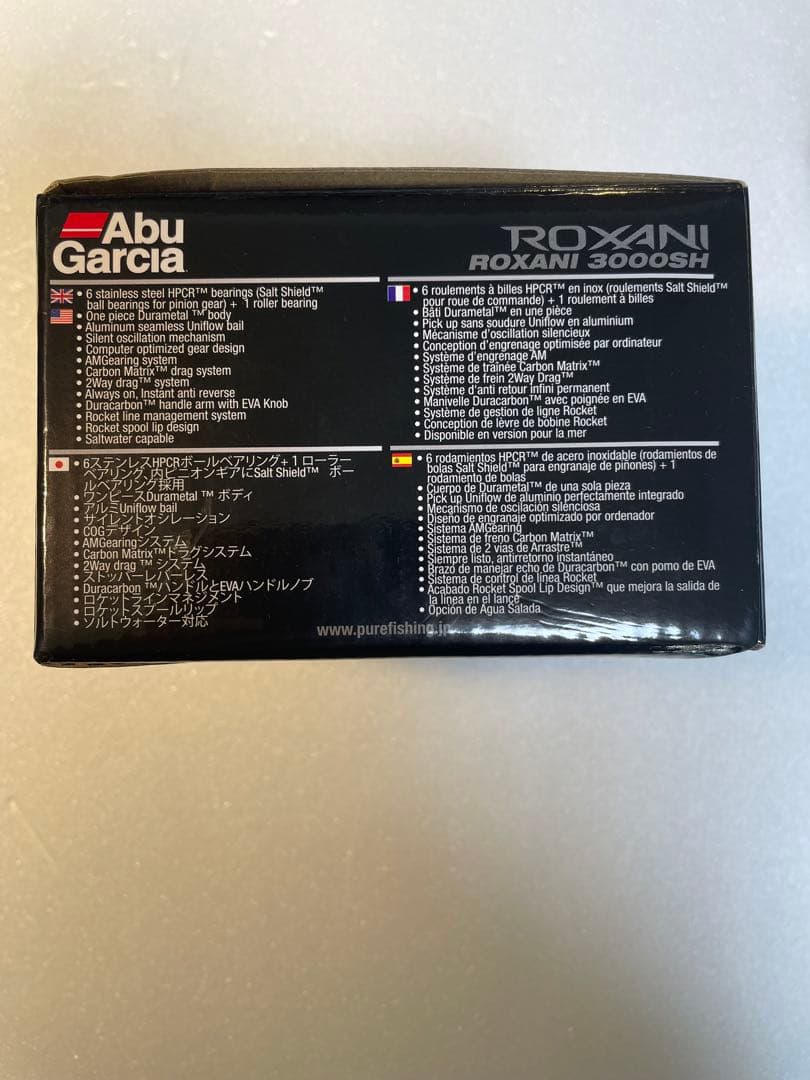 Abu
Garcia
ROXANI
ROXANI 3000SH
• 6 stainless steel HPCR™ bearings (Salt Shield™
ball bearings for pinion gear) + 1 roller bearing
• One piece Durametal ™ body
• Aluminum seamless Uniflow bail
• Silent oscillation mechanism
• Computer optimized gear design
• AMGearing system
• Carbon Matrix™ drag system
• 2Way drag™ system
• Always on, Instant anti reverse
• Duracarbon™ handle arm with EVA Knob
• Rocket line management system
• Rocket spool lip design
• Saltwater capable
• 6 roulements à billes HPCR™ en inox (roulements Salt Shield™
pour roue de commande) + 1 roulement à billes
• Bâti Durametal™ en une pièce
• Pick up sans soudure Uniflow en aluminium
• Mécanisme d'oscillation silencieux
• Conception d'engrenage optimisée par ordinateur
• Système d'engrenage AM
• Système de traînée Carbon Matrix™
• Système de frein 2Way Drag™
• Système d'anti retour infini permanent
• Manivelle Duracarbon™ avec poignée en EVA
• Système de gestion de ligne Rocket
• Conception de lèvre de bobine Rocket
• Disponible en version pour la mer
• 6ステンレスHPCRボールベアリング+1 ローラー
ベアリング 内ピニオンギアにSalt Shield™ ボー
ルベアリング採用
• ワンピースDurametal ™ ボディ
• アルミUniflow bail
• サイレントオシレーション
• COGデザイン
• AMGearingシステム
• Carbon Matrix™ドラグシステム
• 2Way drag ™ システム
• ストッパーレバーレス
• Duracarbon ™ハンドルとEVAハンドルノブ
• ロケットラインマネジメント
• ロケットスプールリップ
• ソルトウォーター対応
• 6 rodamientos HPCR™ de acero inoxidable (rodamientos de
bolas Salt Shield™ para engranaje de piñones) + 1
rodamiento de bolas
• Cuerpo de Durametal™ de una sola pieza
• Pick up Uniflow de aluminio perfectamente integrado
• Mecanismo de oscilación silenciosa
• Diseño de engranaje optimizado por ordenador
• Sistema AMGearing
• Sistema de freno Carbon Matrix™
• Sistema de 2 vias de Arrastre™
• Siempre listo, antirretorno instantáneo
• Brazo de manejar echo de Duracarbon™ con pomo de EVA
• Sistema de control de linea Rocket
• Acabado Rocket Spool Lip Design™ que mejora la salida de
la línea en el lance
• Opción de Agua Salada
www.purefishing.jp